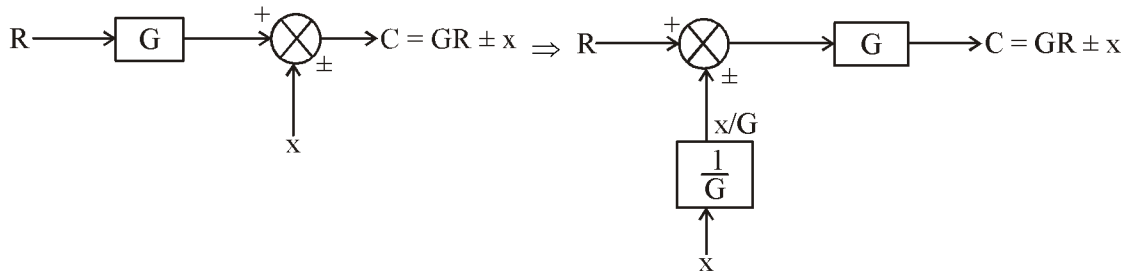 R G + ± C = GR ± x ⇒ R + ± G C = GR ± x
x x/G
1/G
x